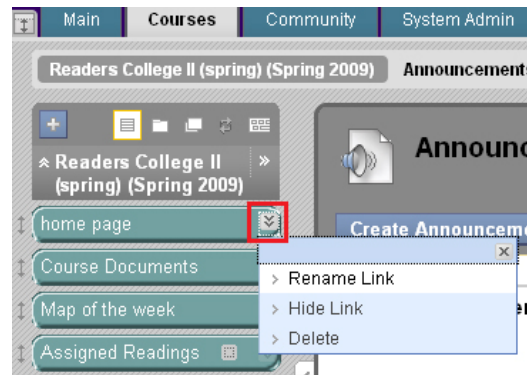 Main Courses Community System Admin
Readers College II (spring) (Spring 2009) Announcements
Readers College II
(spring) (Spring 2009)
Announc
home page
Create Announceme
Course Documents
Rename Link
Map of the week
Hide Link
Delete
Assigned Readings